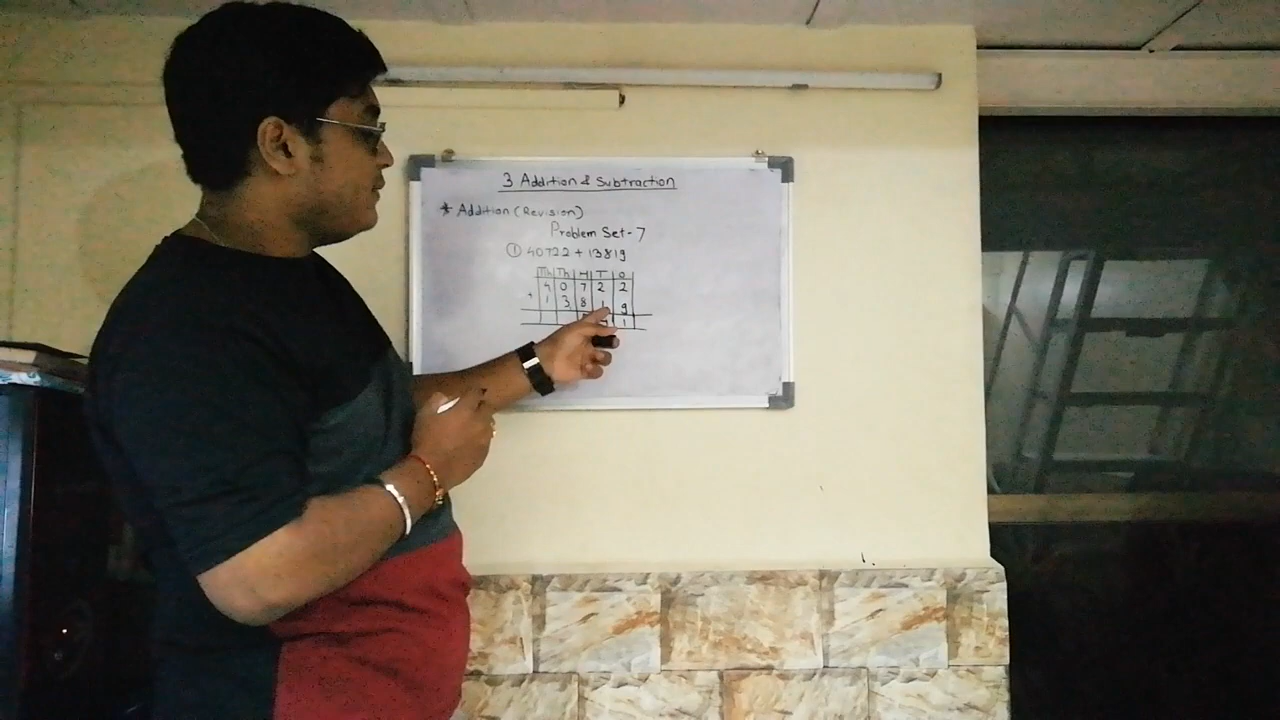 3 Addition & Subtraction
* Addition (Revision)
Problem Set-7
① 40722 + 13819
TTh Th H T O
4 0 7 2 2
+ 1 3 8 1 9
1